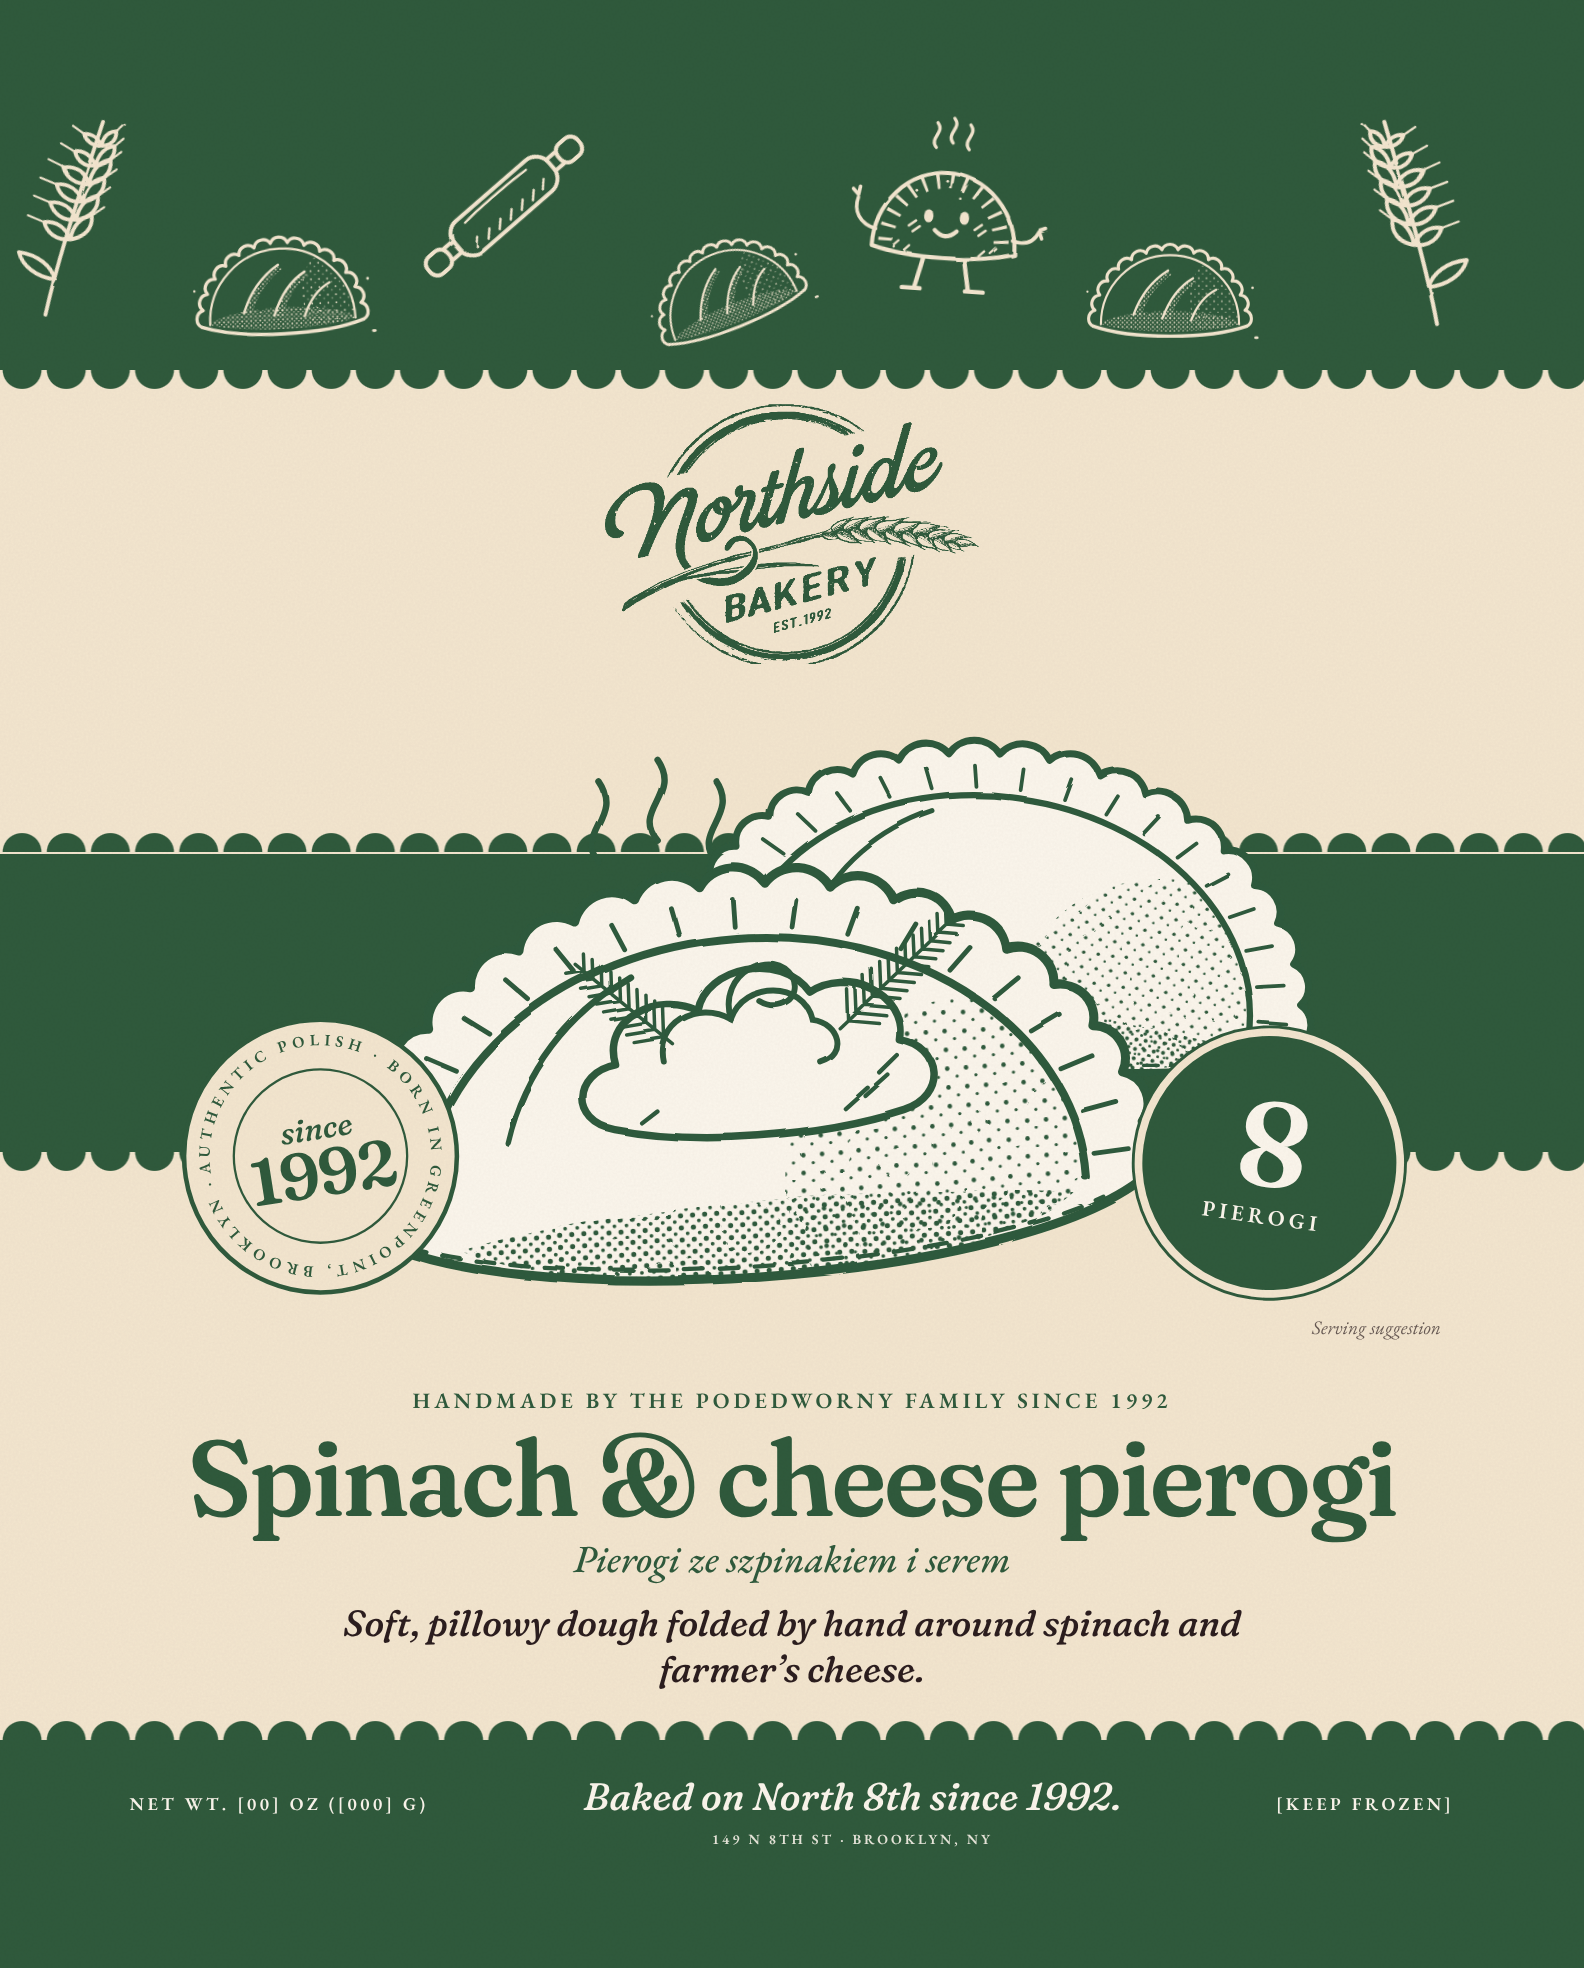 Northside
BAKERY
EST.1992
AUTHENTIC POLISH · BORN IN GREENPOINT, BROOKLYN ·
since
1992
8
PIEROGI
Serving suggestion
HANDMADE BY THE PODEDWORNY FAMILY SINCE 1992
Spinach & cheese pierogi
Pierogi ze szpinakiem i serem
Soft, pillowy dough folded by hand around spinach and
farmer’s cheese.
NET WT. [00] OZ ([000] G)
Baked on North 8th since 1992.
149 N 8TH ST · BROOKLYN, NY
[KEEP FROZEN]